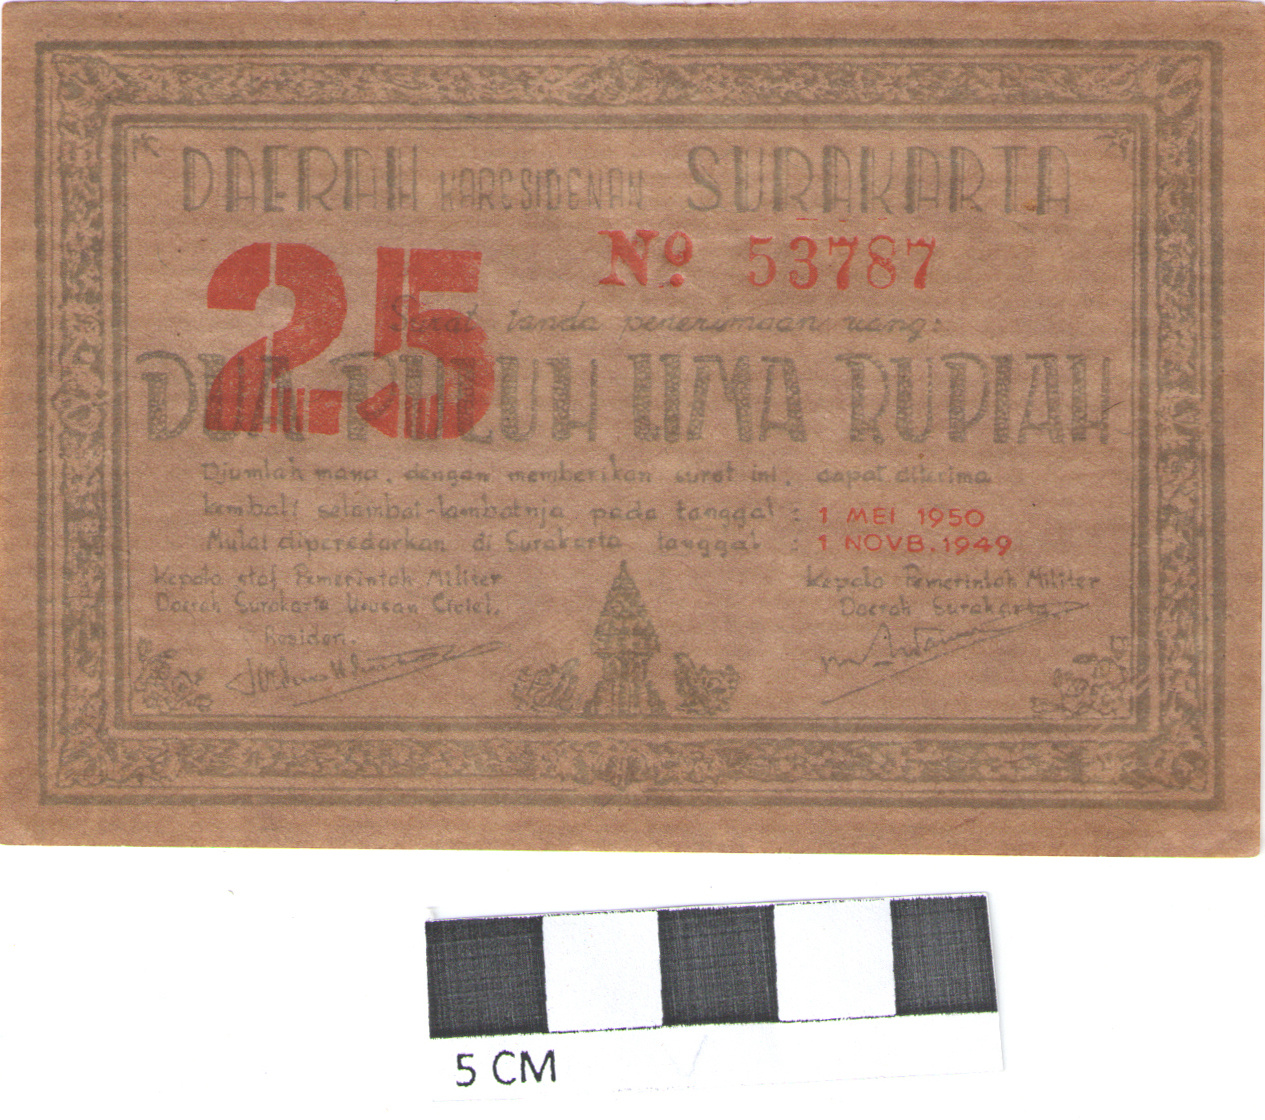 DAERAH KARESIDENAN SURAKARTA
No 53787
25
Surat tanda penerimaan uang:
DUA PULUH LIMA RUPIAH
Djumlah mana, dengan memberikan surat ini, dapat diterima
kembali selambat-lambatnja pada tanggal : 1 MEI 1950
Mulai diperedarkan di Surakarta tanggal : 1 NOVB. 1949
Kepala staf Pemerintah Militer
Daerah Surakarta Urusan Civiel.
Residen.
Kepala Pemerintah Militer
Daerah Surakarta.
5 CM